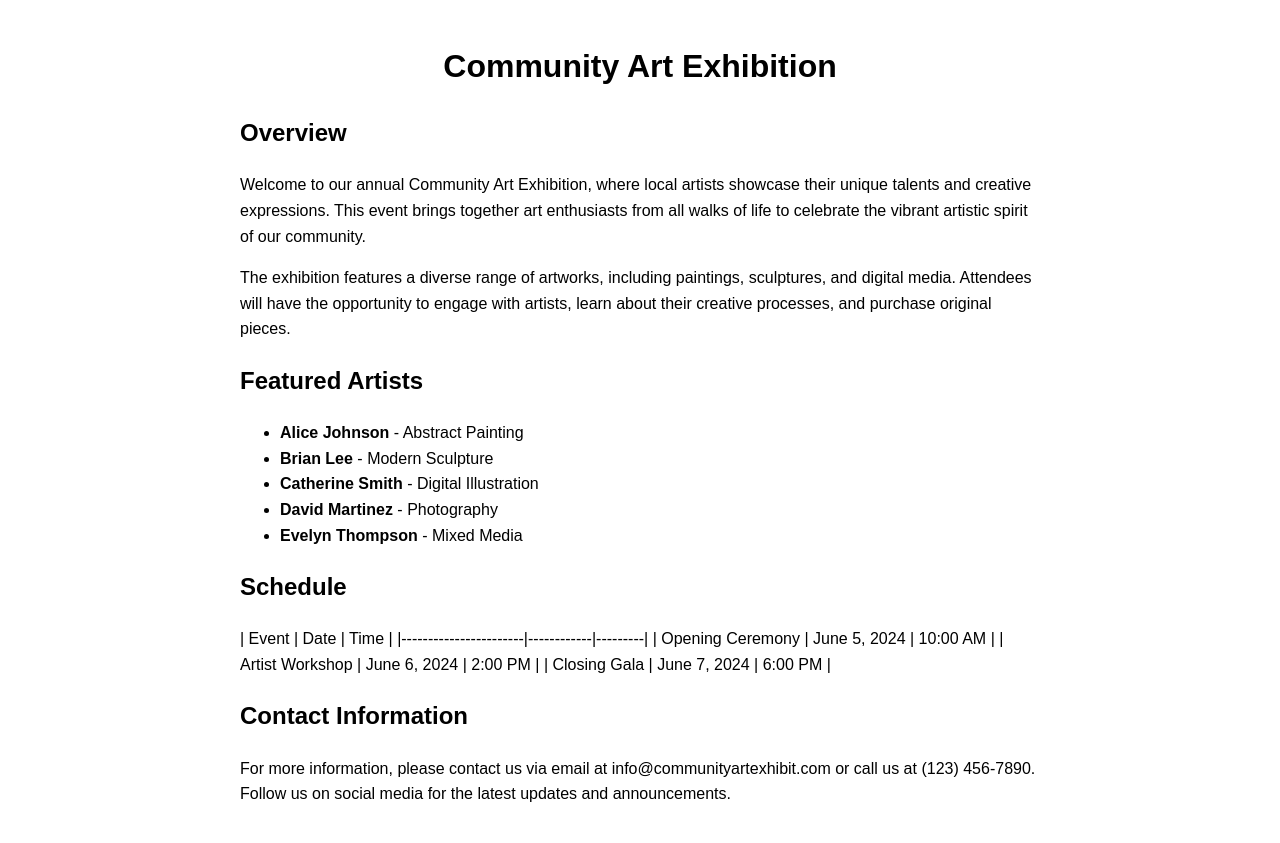 Community Art Exhibition
Overview
Welcome to our annual Community Art Exhibition, where local artists showcase their unique talents and creative
expressions. This event brings together art enthusiasts from all walks of life to celebrate the vibrant artistic spirit
of our community.
The exhibition features a diverse range of artworks, including paintings, sculptures, and digital media. Attendees
will have the opportunity to engage with artists, learn about their creative processes, and purchase original
pieces.
Featured Artists
• Alice Johnson - Abstract Painting
• Brian Lee - Modern Sculpture
• Catherine Smith - Digital Illustration
• David Martinez - Photography
• Evelyn Thompson - Mixed Media
Schedule
| Event | Date | Time | |-----------------------|------------|---------| | Opening Ceremony | June 5, 2024 | 10:00 AM | |
Artist Workshop | June 6, 2024 | 2:00 PM | | Closing Gala | June 7, 2024 | 6:00 PM |
Contact Information
For more information, please contact us via email at info@communityartexhibit.com or call us at (123) 456-7890.
Follow us on social media for the latest updates and announcements.